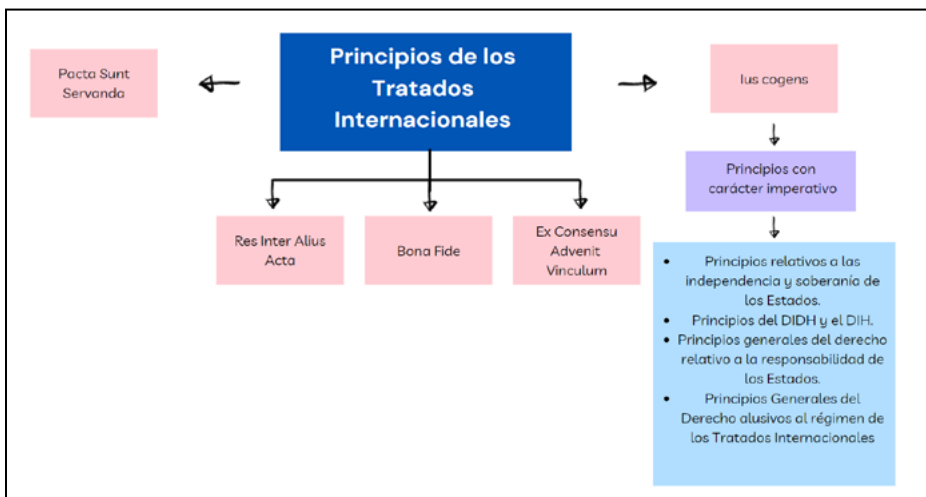 Principios de los
Tratados
Internacionales
Pacta Sunt
Servanda
Ius cogens
Principios con
carácter imperativo
Res Inter Alius
Acta
Bona Fide
Ex Consensu
Advenit
Vinculum
• Principios relativos a las
independencia y soberanía de
los Estados.
• Principios del DIDH y el DIH.
• Principios generales del derecho
relativo a la responsabilidad de
los Estados.
• Principios Generales del
Derecho alusivos al régimen de
los Tratados Internacionales